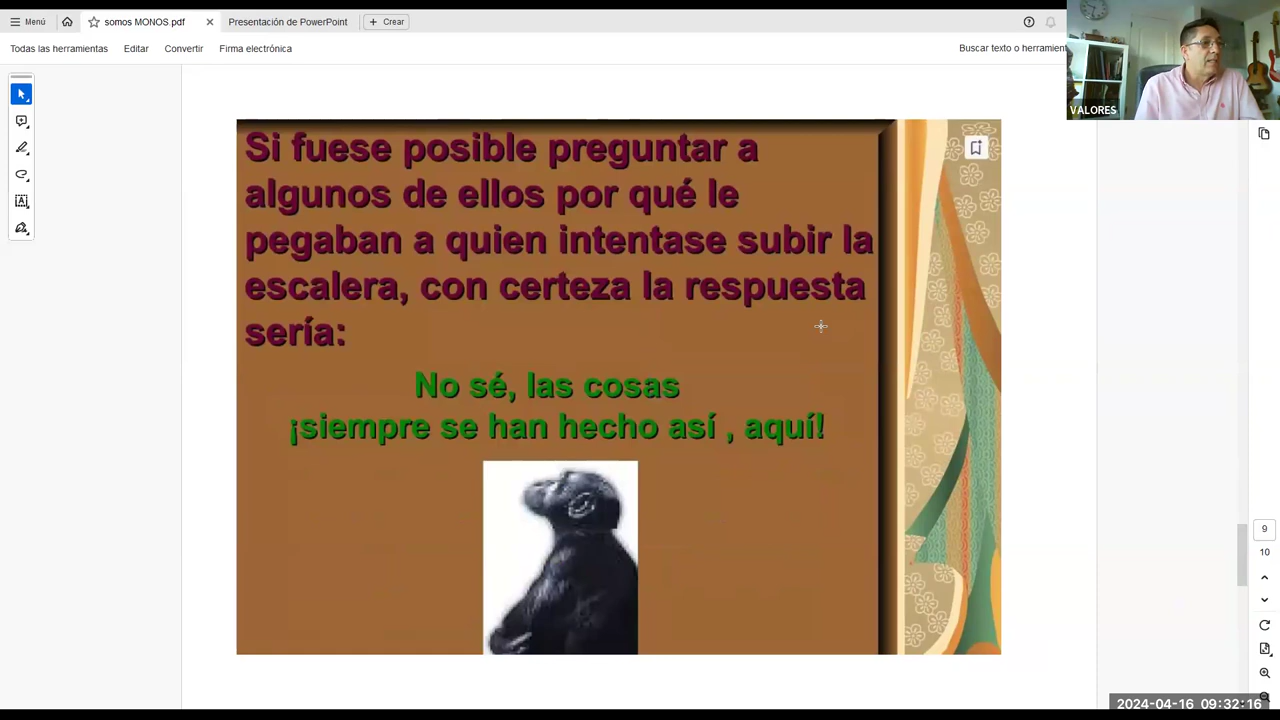 Menú
somos MONOS.pdf
Presentación de PowerPoint
Crear
Todas las herramientas
Editar
Convertir
Firma electrónica
Buscar texto o herramient
VALORES
Si fuese posible preguntar a
algunos de ellos por qué le
pegaban a quien intentase subir la
escalera, con certeza la respuesta
sería:
No sé, las cosas
¡siempre se han hecho así , aquí!
9
10
2024-04-16 09:32:16